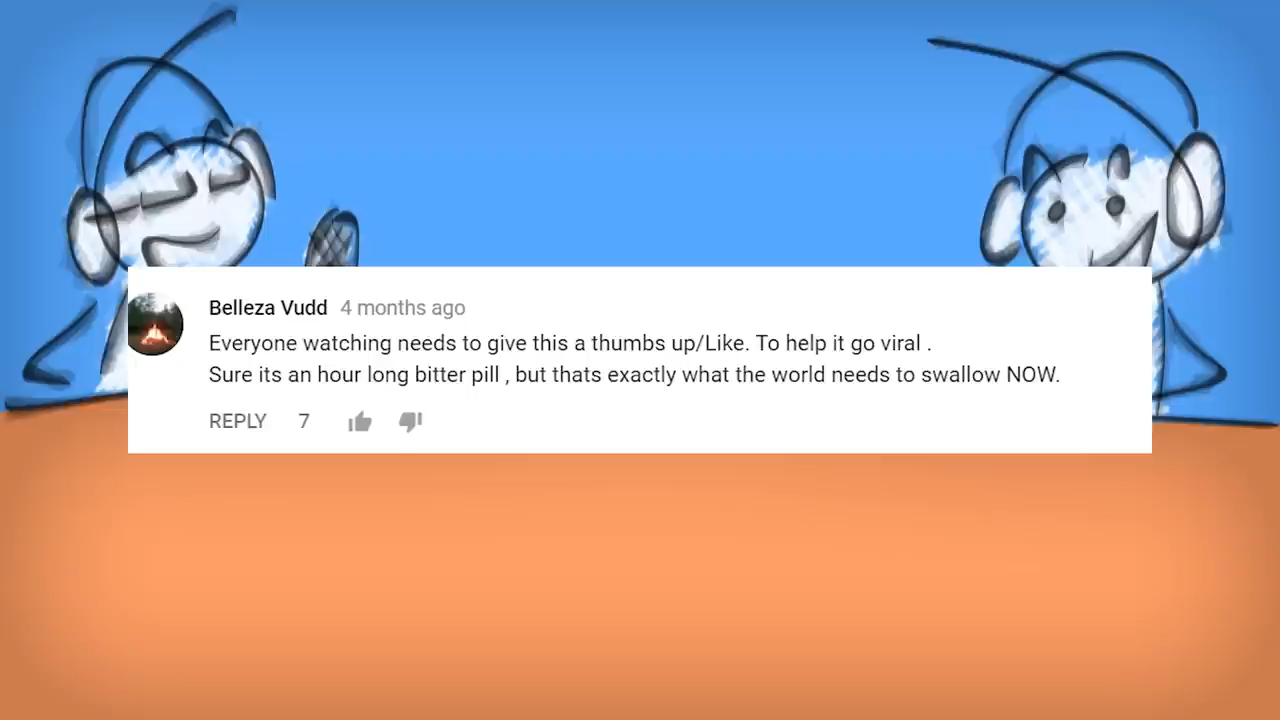 Belleza Vudd 4 months ago
Everyone watching needs to give this a thumbs up/Like. To help it go viral .
Sure its an hour long bitter pill , but thats exactly what the world needs to swallow NOW.
REPLY 7